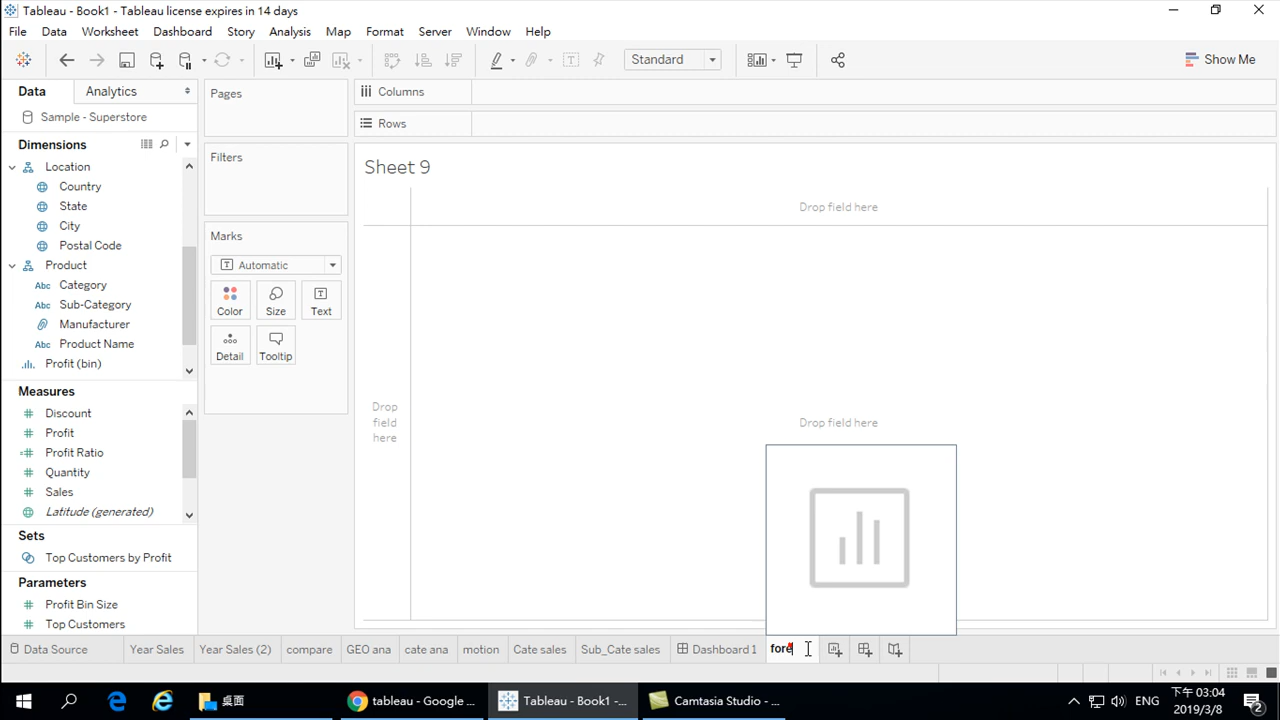 Tableau - Book1 - Tableau license expires in 14 days
File Data Worksheet Dashboard Story Analysis Map Format Server Window Help
Standard
Show Me
Data Analytics
Sample - Superstore
Dimensions
Location
Country
State
City
Postal Code
Product
Abc Category
Abc Sub-Category
Manufacturer
Abc Product Name
Profit (bin)
Measures
Discount
Profit
Profit Ratio
Quantity
Sales
Latitude (generated)
Sets
Top Customers by Profit
Parameters
Profit Bin Size
Top Customers
Pages
Filters
Marks
Automatic
Color Size Text
Detail Tooltip
Columns
Rows
Sheet 9
Drop field here
Drop
field
here
Drop field here
Data Source Year Sales Year Sales (2) compare GEO ana cate ana motion Cate sales Sub_Cate sales Dashboard 1 fore
桌面 tableau - Google ... Tableau - Book1 -... Camtasia Studio - ... ENG 下午 03:04
2019/3/8 2